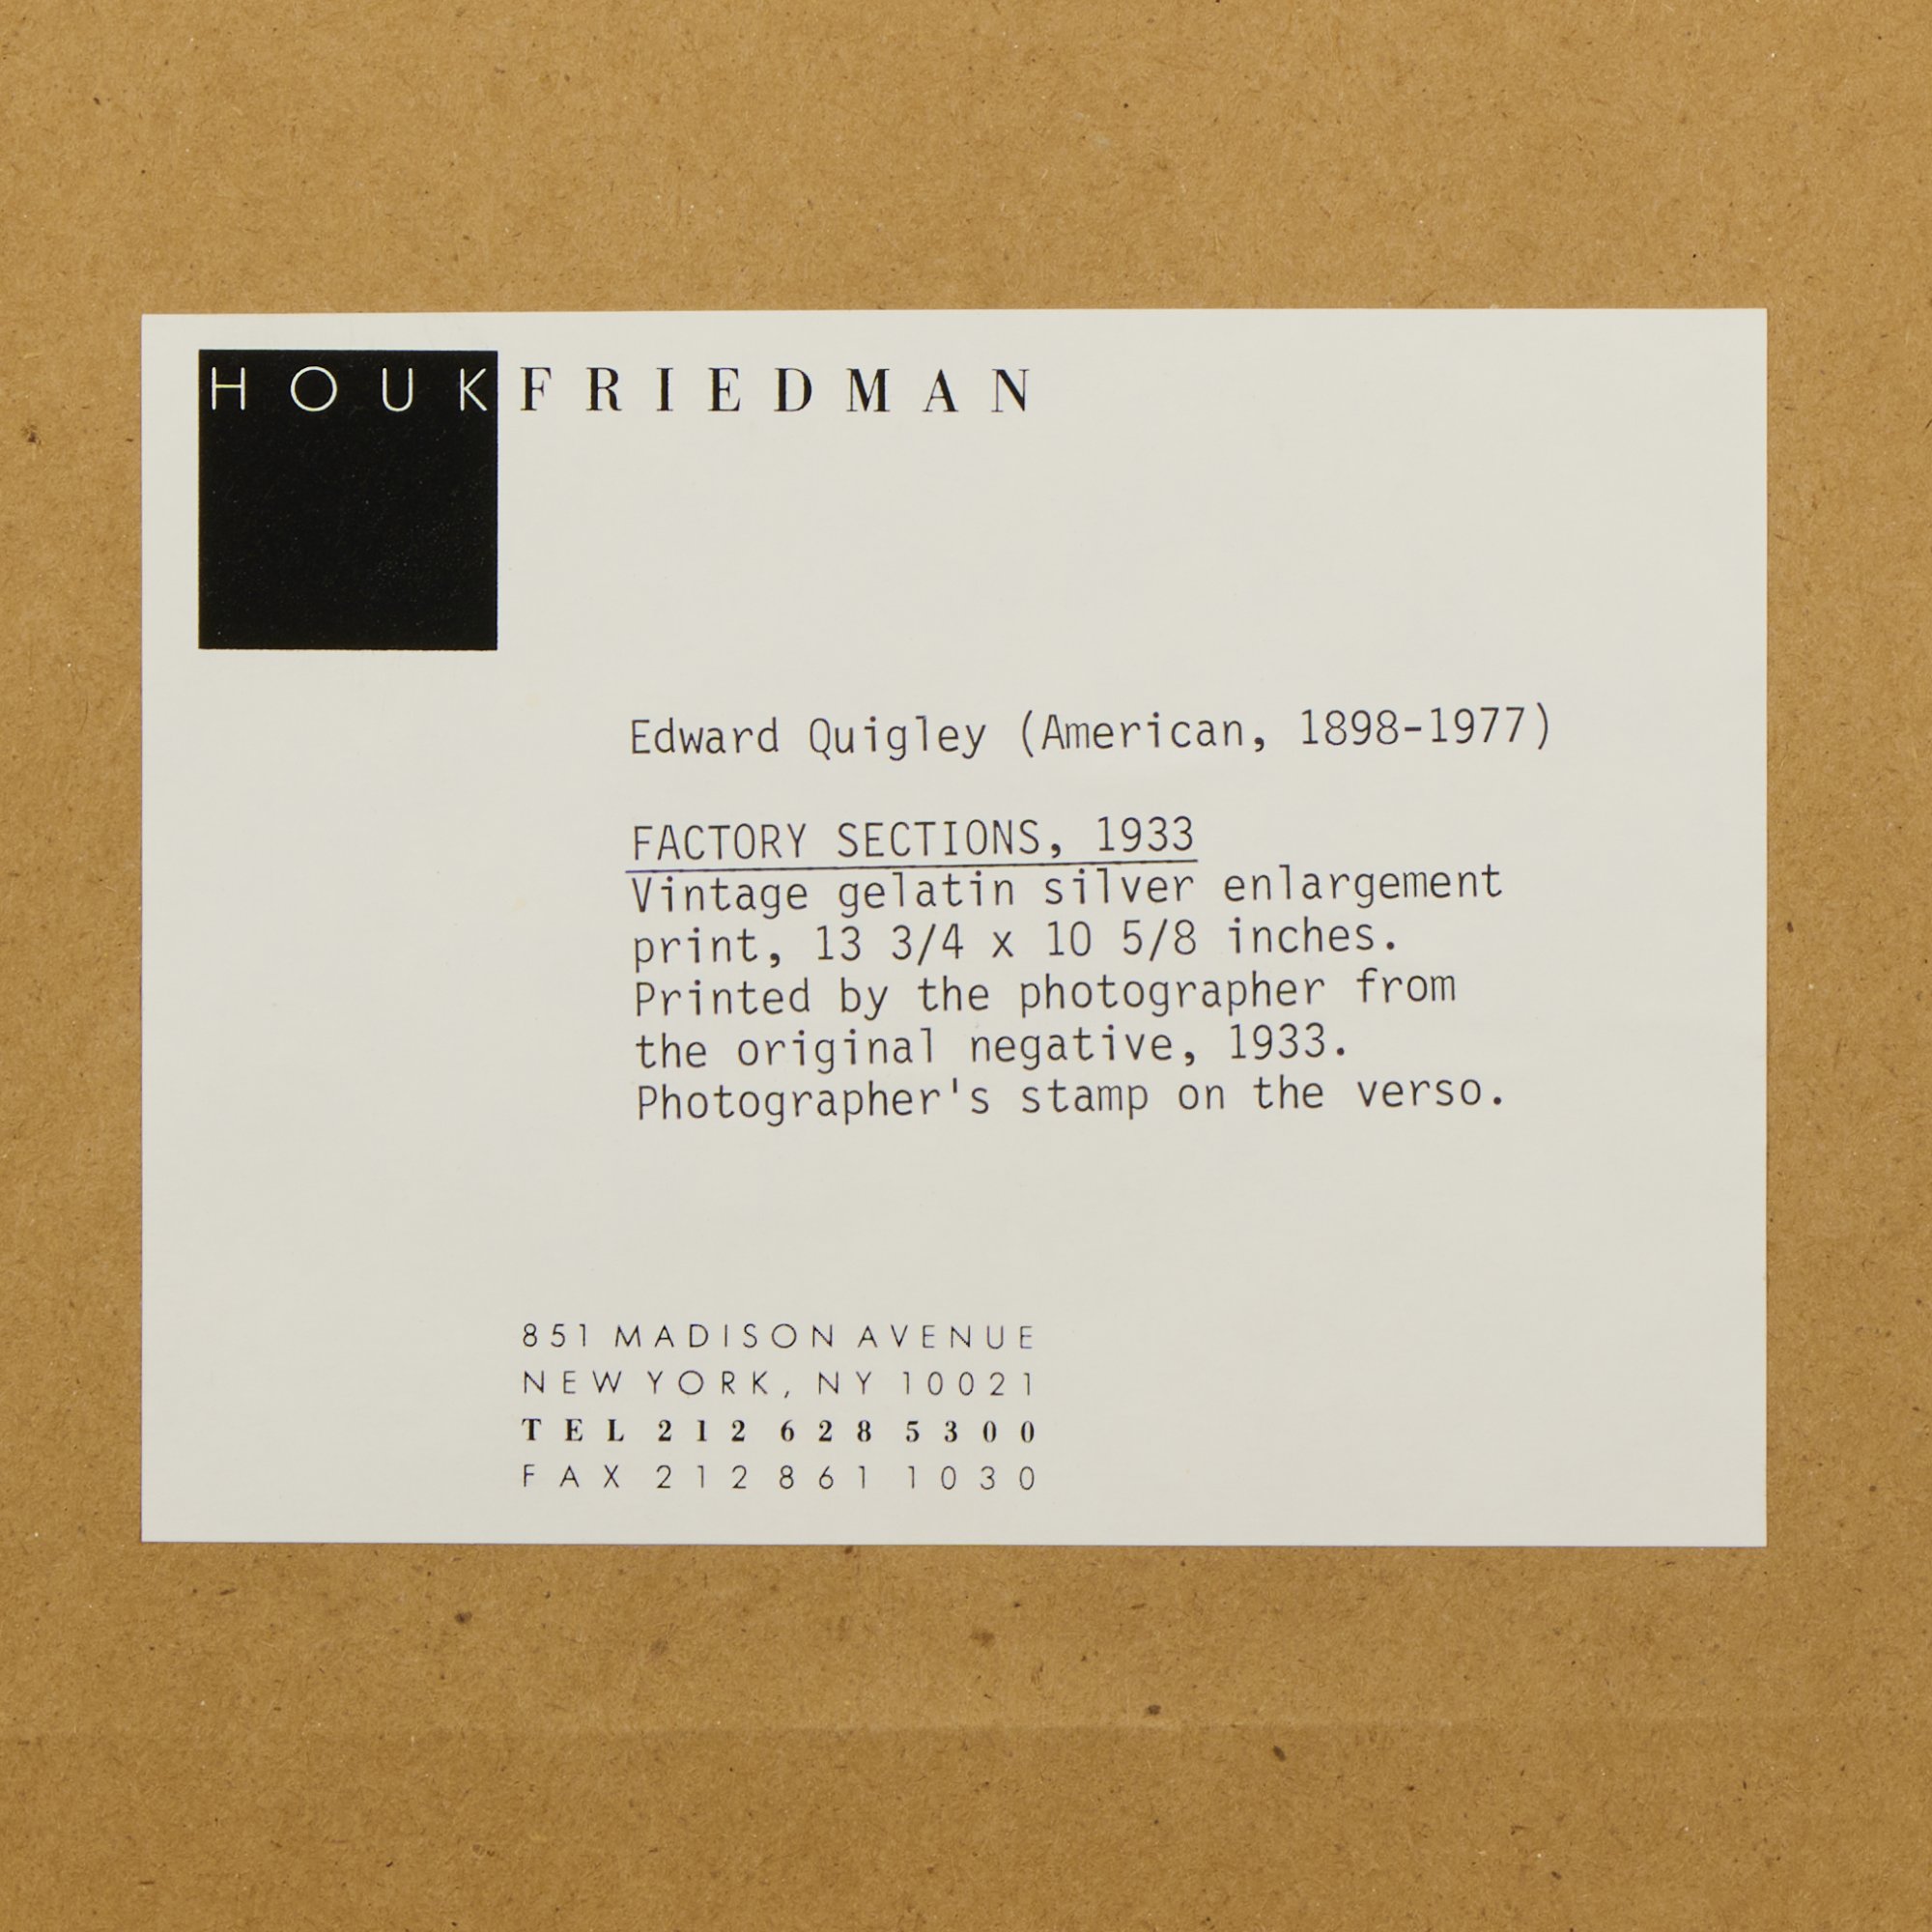 HOUKFRIEDMAN
Edward Quigley (American, 1898-1977)
FACTORY SECTIONS, 1933
Vintage gelatin silver enlargement
print, 13 3/4 x 10 5/8 inches.
Printed by the photographer from
the original negative, 1933.
Photographer's stamp on the verso.
851 MADISON AVENUE
NEW YORK, NY 10021
TEL 212 628 5300
FAX 212 861 1030